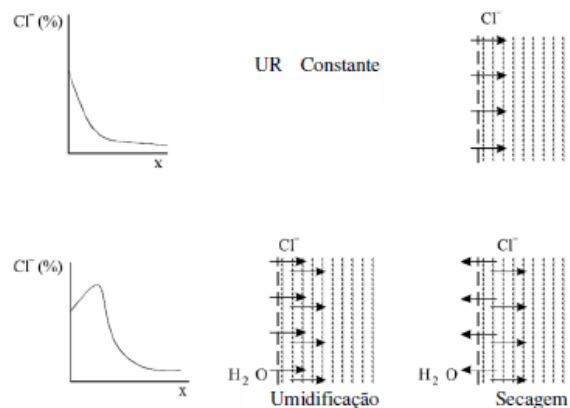 Cl⁻ (%)
Cl⁻
UR Constante
x
Cl⁻ (%)
Cl⁻
Cl⁻
H₂O
H₂O
x
Umidificação
Secagem